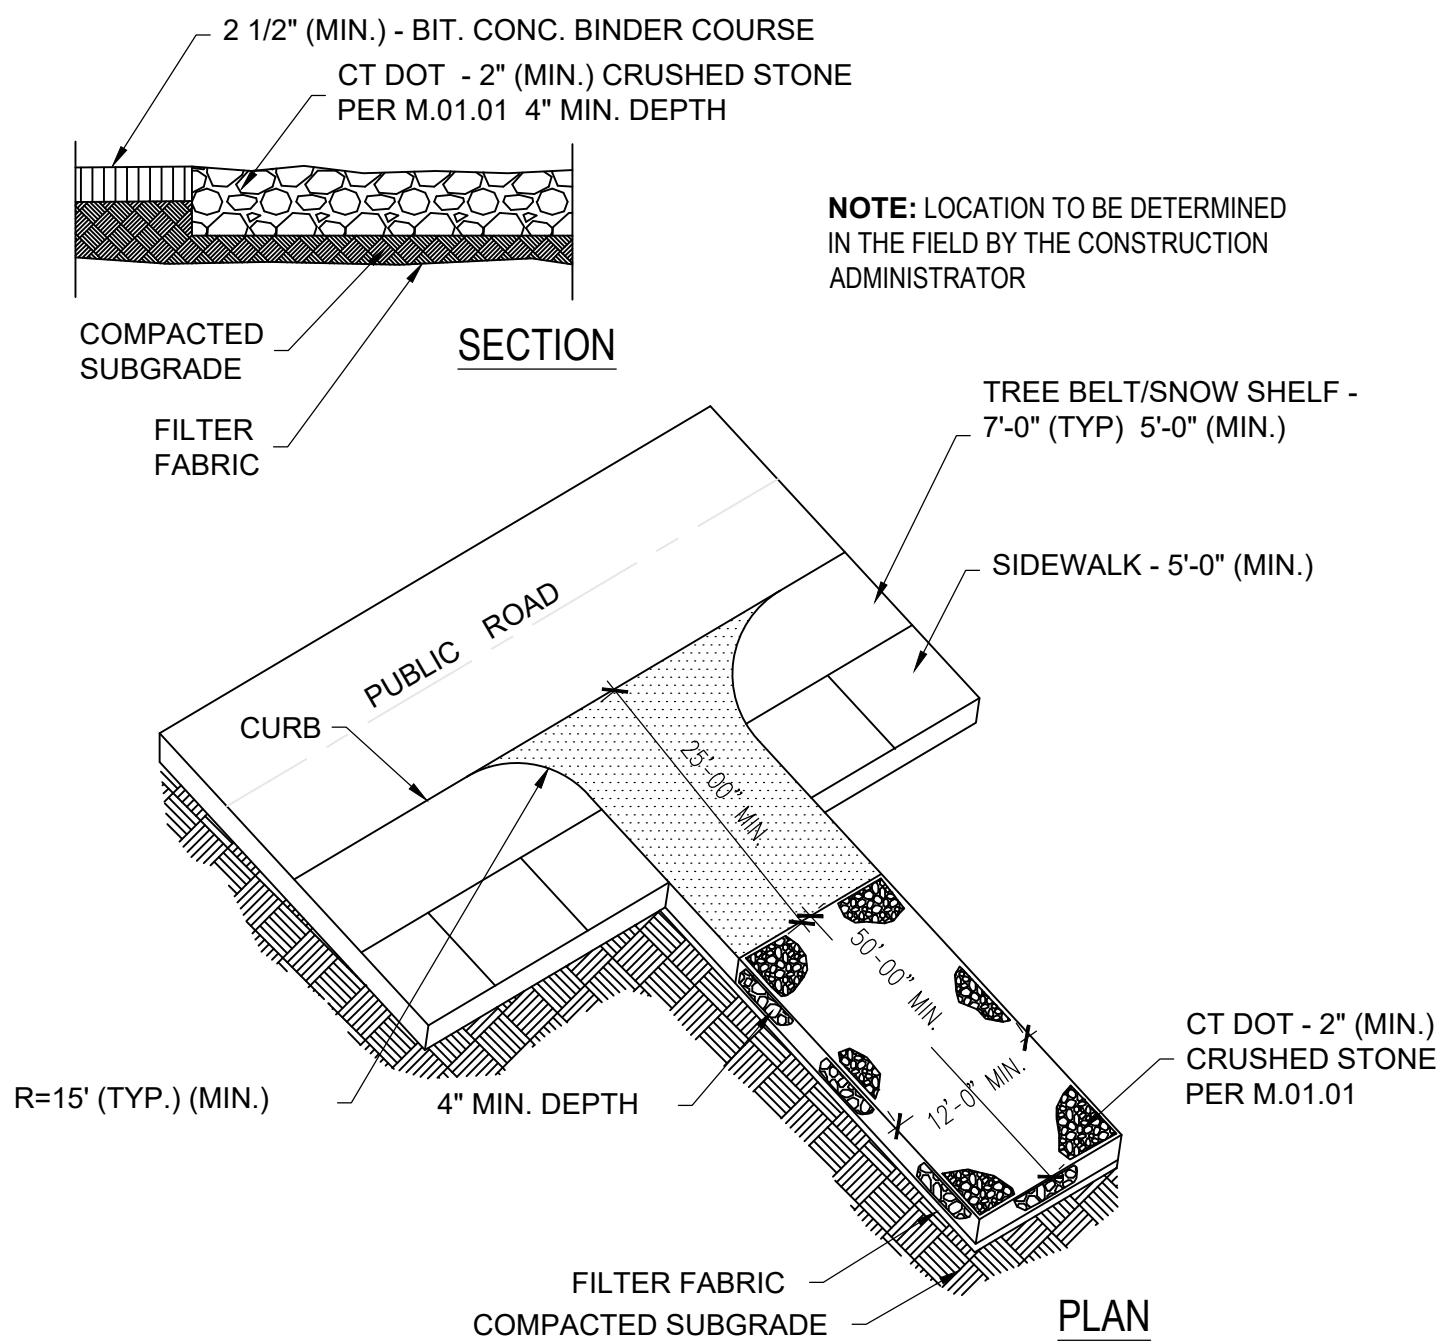 2 1/2" (MIN.) - BIT. CONC. BINDER COURSE
CT DOT - 2" (MIN.) CRUSHED STONE
PER M.01.01 4" MIN. DEPTH
NOTE: LOCATION TO BE DETERMINED
IN THE FIELD BY THE CONSTRUCTION
ADMINISTRATOR
COMPACTED
SUBGRADE
SECTION
FILTER
FABRIC
TREE BELT/SNOW SHELF -
7'-0" (TYP) 5'-0" (MIN.)
SIDEWALK - 5'-0" (MIN.)
PUBLIC ROAD
CURB
25'-00" MIN.
50'-00" MIN.
12'-0" MIN.
CT DOT - 2" (MIN.)
CRUSHED STONE
PER M.01.01
R=15' (TYP.) (MIN.)
4" MIN. DEPTH
FILTER FABRIC
COMPACTED SUBGRADE
PLAN